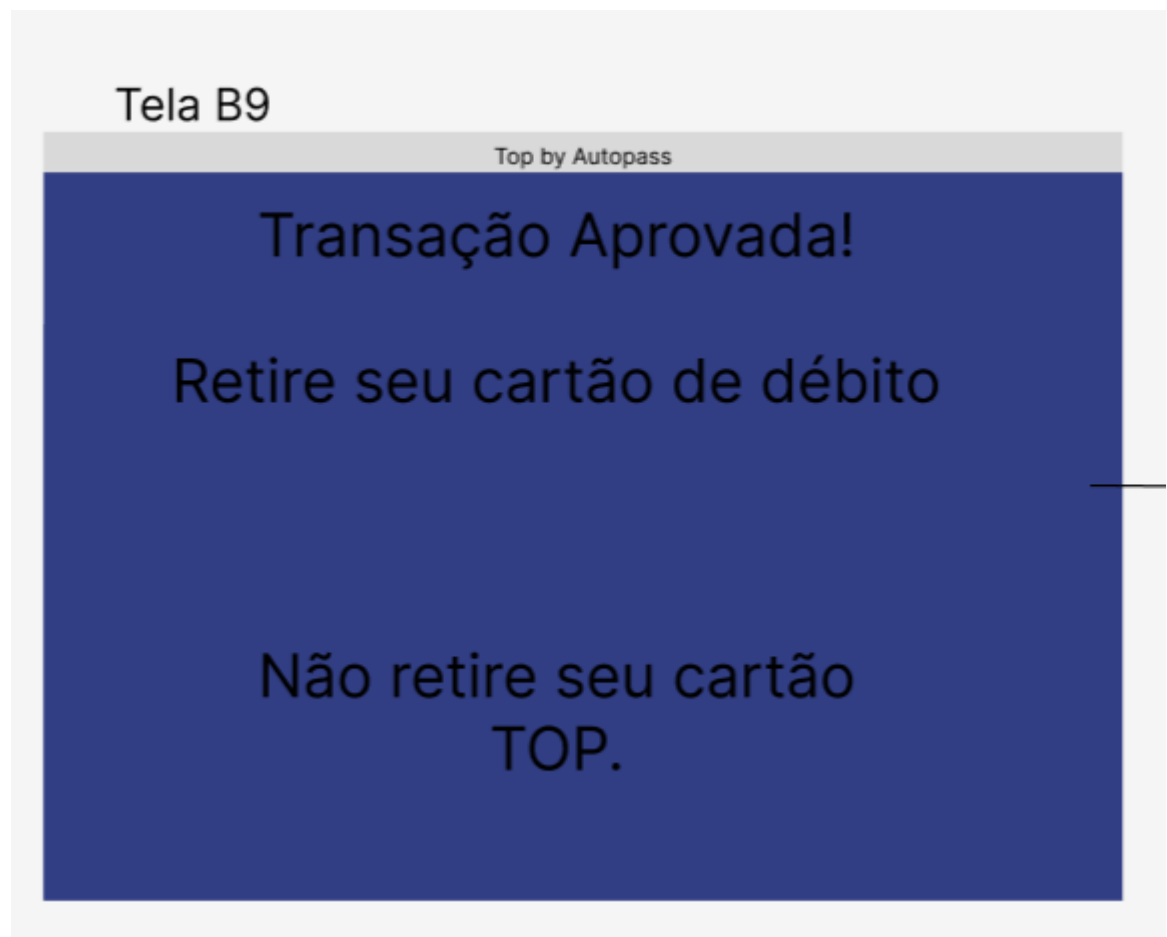 Tela B9
Top by Autopass
Transação Aprovada!
Retire seu cartão de débito
Não retire seu cartão
TOP.